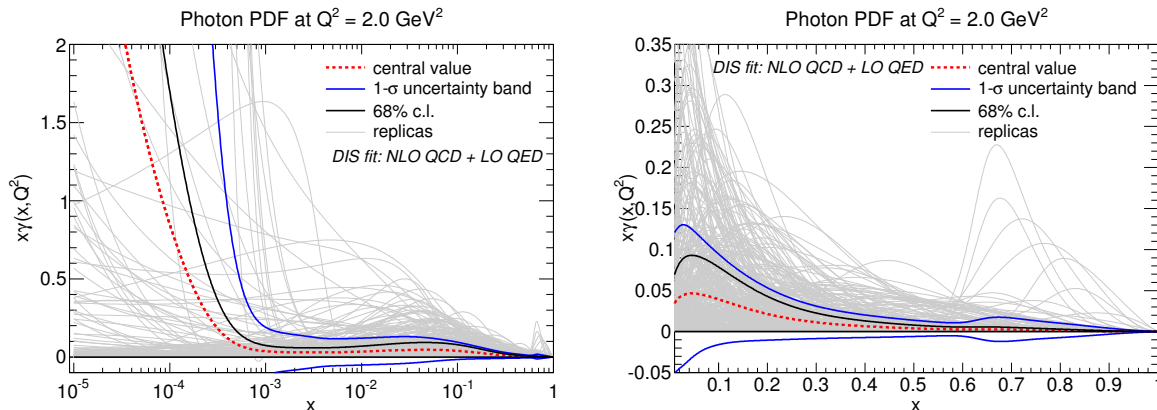 Photon PDF at Q² = 2.0 GeV²
xγ(x,Q²)
2
1.5
1
0.5
0
central value
1-σ uncertainty band
68% c.l.
replicas
DIS fit: NLO QCD + LO QED
10⁻⁵ 10⁻⁴ 10⁻³ 10⁻² 10⁻¹ 1
x
Photon PDF at Q² = 2.0 GeV²
xγ(x,Q²)
0.35
0.3
0.25
0.2
0.15
0.1
0.05
0
-0.05
DIS fit: NLO QCD + LO QED
central value
1-σ uncertainty band
68% c.l.
replicas
0.1 0.2 0.3 0.4 0.5 0.6 0.7 0.8 0.9 1
x